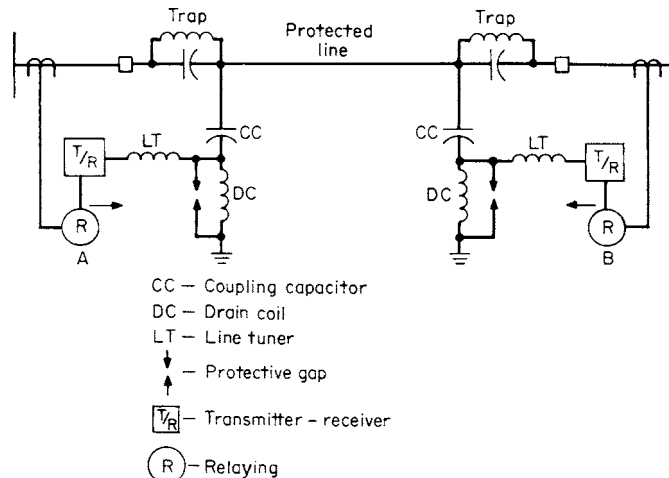 Trap
Protected
line
Trap
CC
CC
LT
LT
T/R
T/R
DC
DC
R
R
A
B
CC – Coupling capacitor
DC – Drain coil
LT – Line tuner
– Protective gap
T/R – Transmitter – receiver
R – Relaying